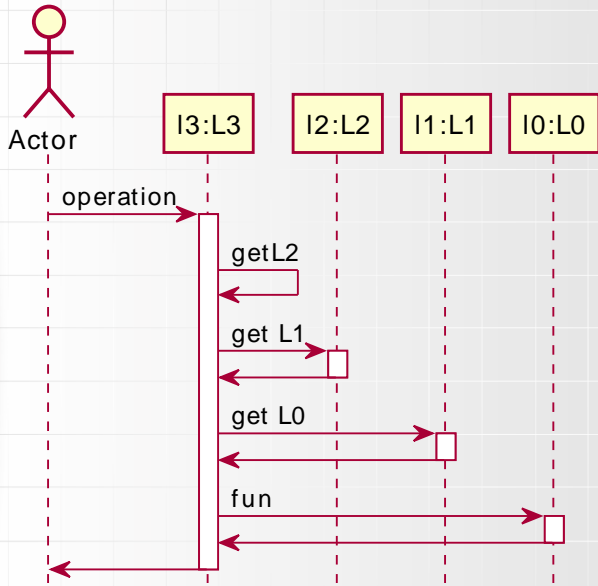 Actor
l3:L3
l2:L2
l1:L1
l0:L0
operation
getL2
get L1
get L0
fun